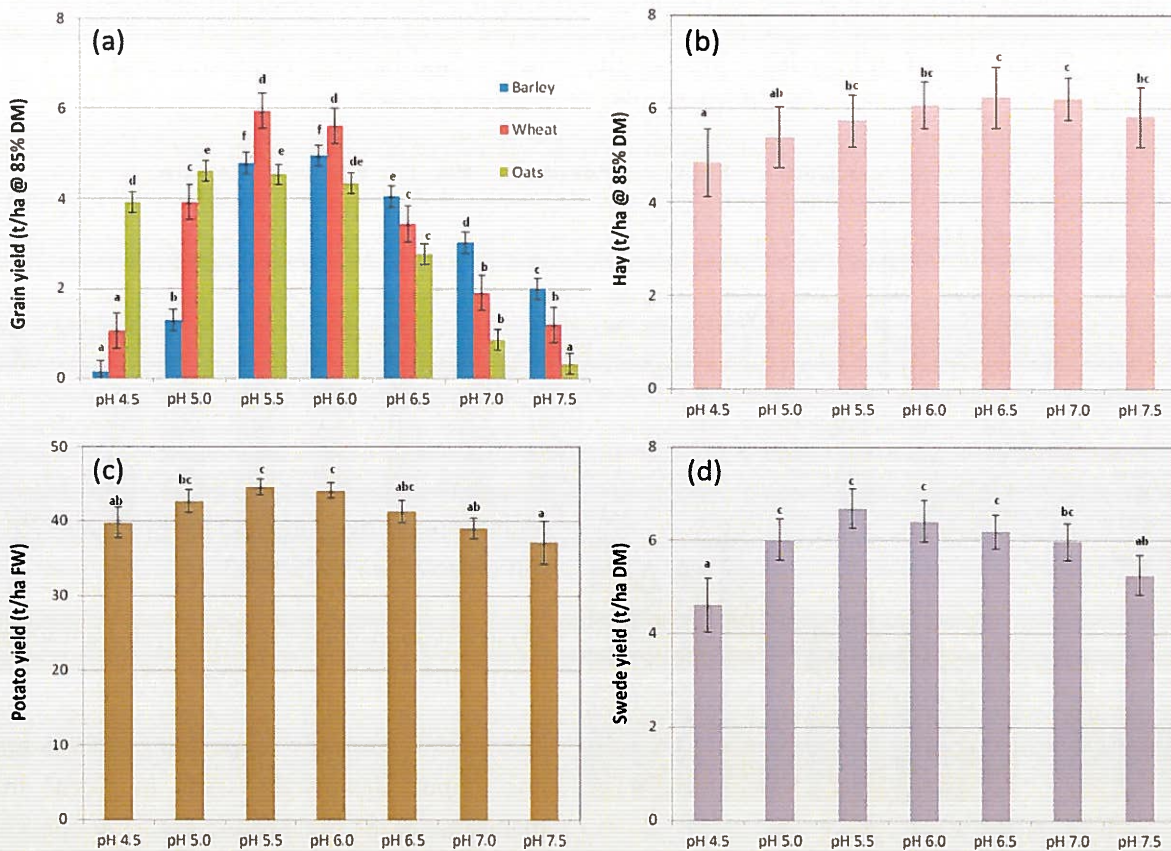 (a)
Grain yield (t/ha @ 85% DM)
8
6
4
2
0
Barley
Wheat
Oats
a
a
d
b
c
e
f
d
e
f
d
de
e
c
c
d
b
b
c
b
a
pH 4.5
pH 5.0
pH 5.5
pH 6.0
pH 6.5
pH 7.0
pH 7.5
(b)
Hay (t/ha @ 85% DM)
8
6
4
2
0
a
ab
bc
bc
c
c
bc
pH 4.5
pH 5.0
pH 5.5
pH 6.0
pH 6.5
pH 7.0
pH 7.5
(c)
Potato yield (t/ha FW)
50
40
30
20
10
0
ab
bc
c
c
abc
ab
a
pH 4.5
pH 5.0
pH 5.5
pH 6.0
pH 6.5
pH 7.0
pH 7.5
(d)
Swede yield (t/ha DM)
8
6
4
2
0
a
c
c
c
c
bc
ab
pH 4.5
pH 5.0
pH 5.5
pH 6.0
pH 6.5
pH 7.0
pH 7.5